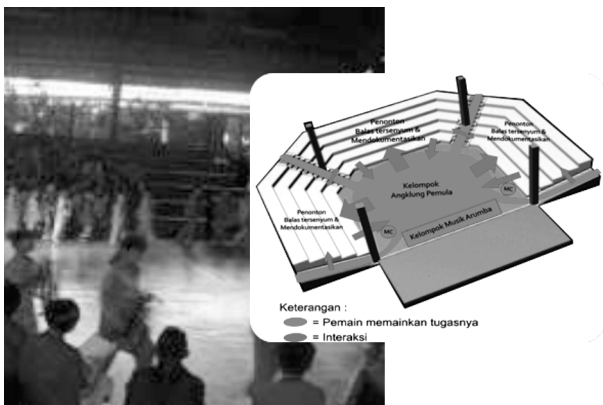 Penonton
Balas tersenyum &
Mendokumentasikan
Penonton
Balas tersenyum &
Mendokumentasikan
Kelompok
Angklung Pemula
MC
Penonton
Balas tersenyum &
Mendokumentasikan
MC
Kelompok Musik Arumba
Keterangan :
= Pemain memainkan tugasnya
= Interaksi